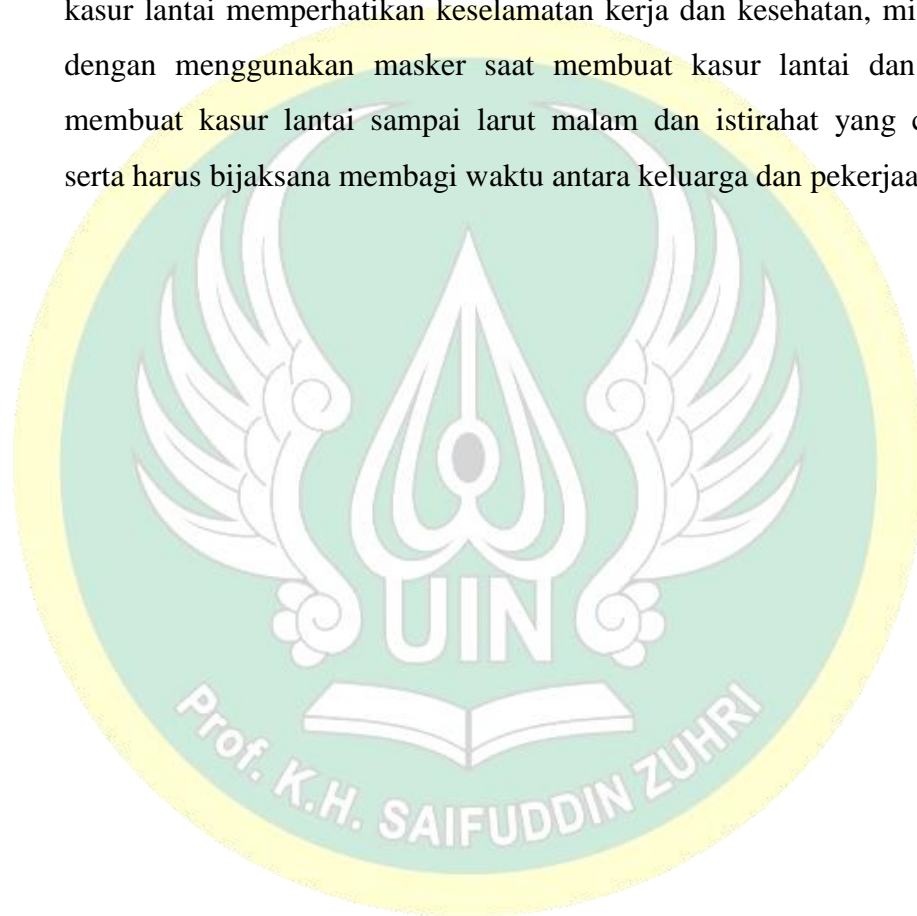 kasur lantai memperhatikan keselamatan kerja dan kesehatan,
dengan menggunakan masker saat membuat kasur lantai dan
membuat kasur lantai sampai larut malam dan istirahat yang
serta harus bijaksana membagi waktu antara keluarga dan
UIN
Prof. K.H. SAIFUDDIN ZUHRI